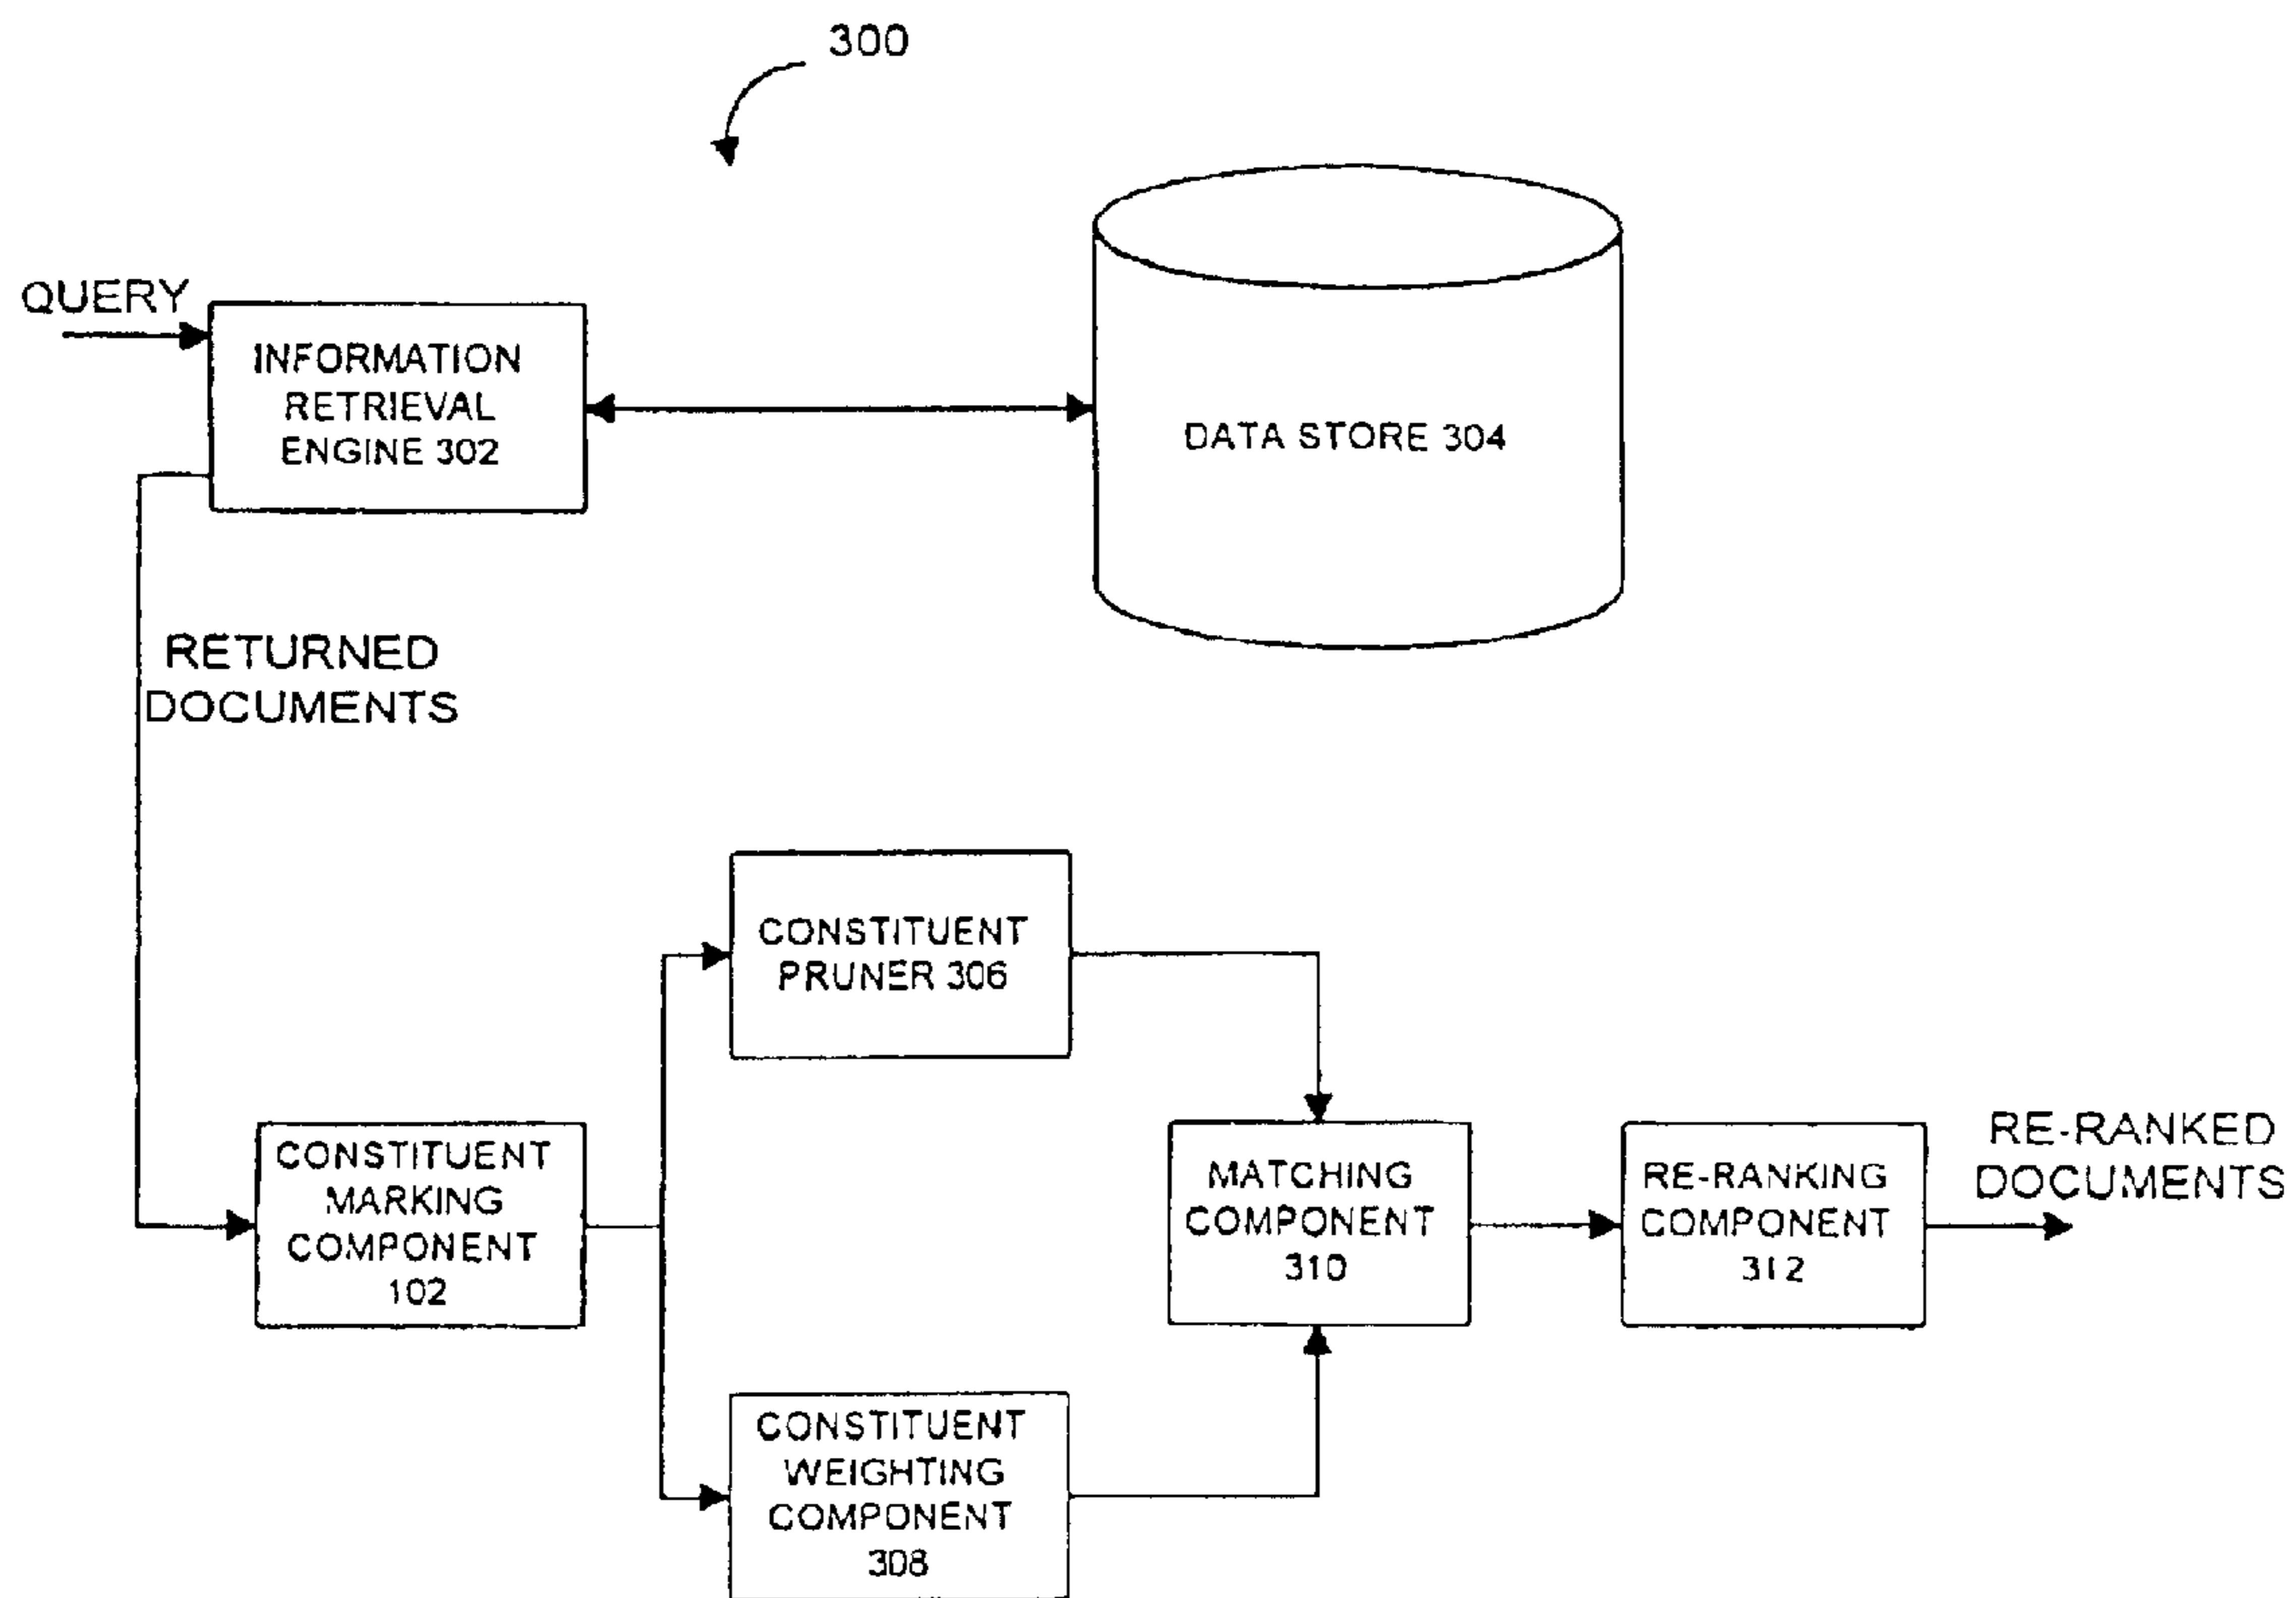 300
QUERY
INFORMATION
RETRIEVAL
ENGINE 302
DATA STORE 304
RETURNED
DOCUMENTS
CONSTITUENT
PRUNER 306
CONSTITUENT
MARKING
COMPONENT
102
MATCHING
COMPONENT
310
RE-RANKING
COMPONENT
312
RE-RANKED
DOCUMENTS
CONSTITUENT
WEIGHTING
COMPONENT
308